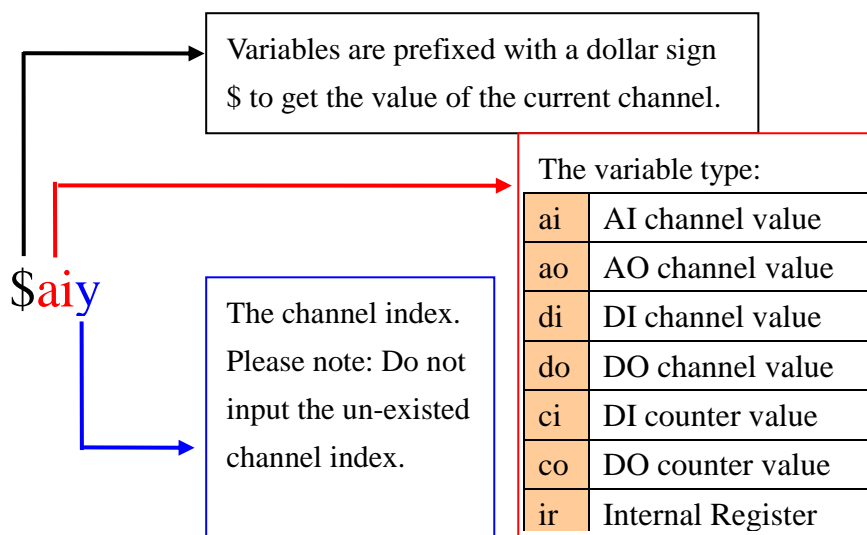 Variables are prefixed with a dollar sign
$ to get the value of the current channel.
The variable type:
ai AI channel value
ao AO channel value
di DI channel value
do DO channel value
ci DI counter value
co DO counter value
ir Internal Register
$aiy
The channel index.
Please note: Do not
input the un-existed
channel index.